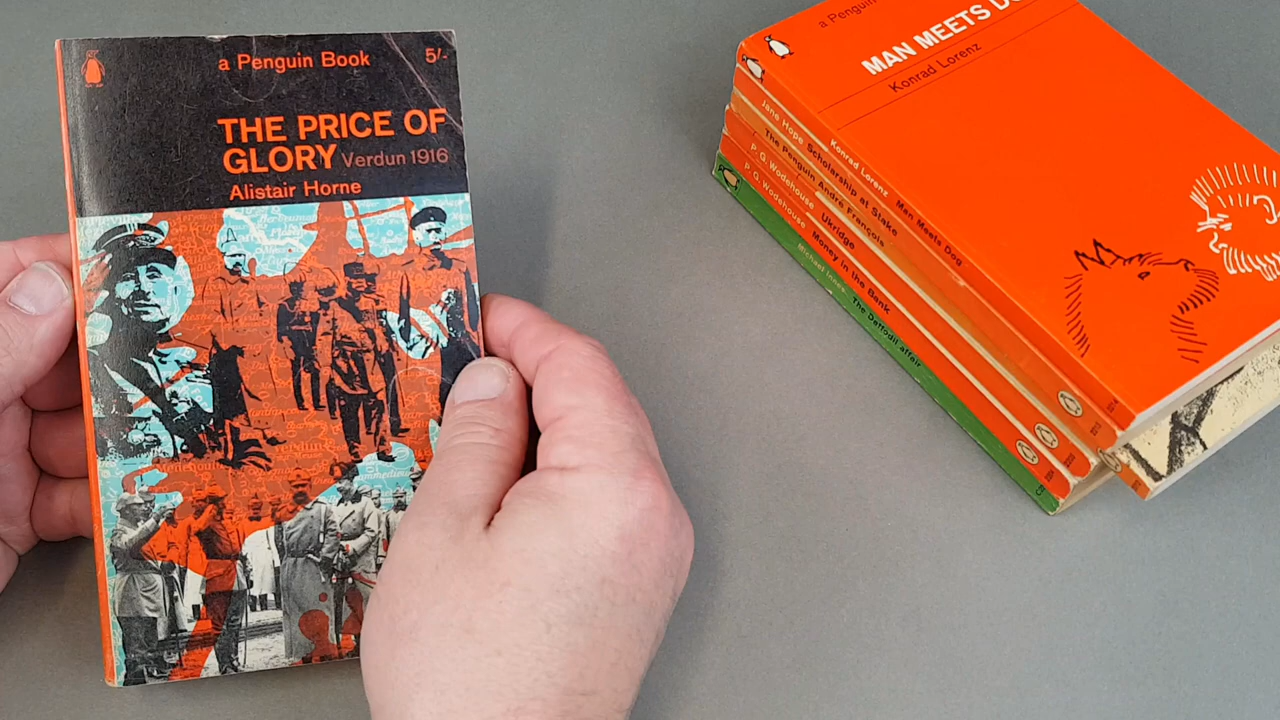 a Penguin Book 5/-
THE PRICE OF
GLORY Verdun 1916
Alistair Horne
a Penguin
MAN MEETS
Konrad Lorenz
Konrad Lorenz Man Meets Dog
Jane Hope Scholarship at Stake
The Penguin André François
P. G. Wodehouse Ukridge
P. G. Wodehouse Money in the Bank
Michael Innes The Daffodil affair